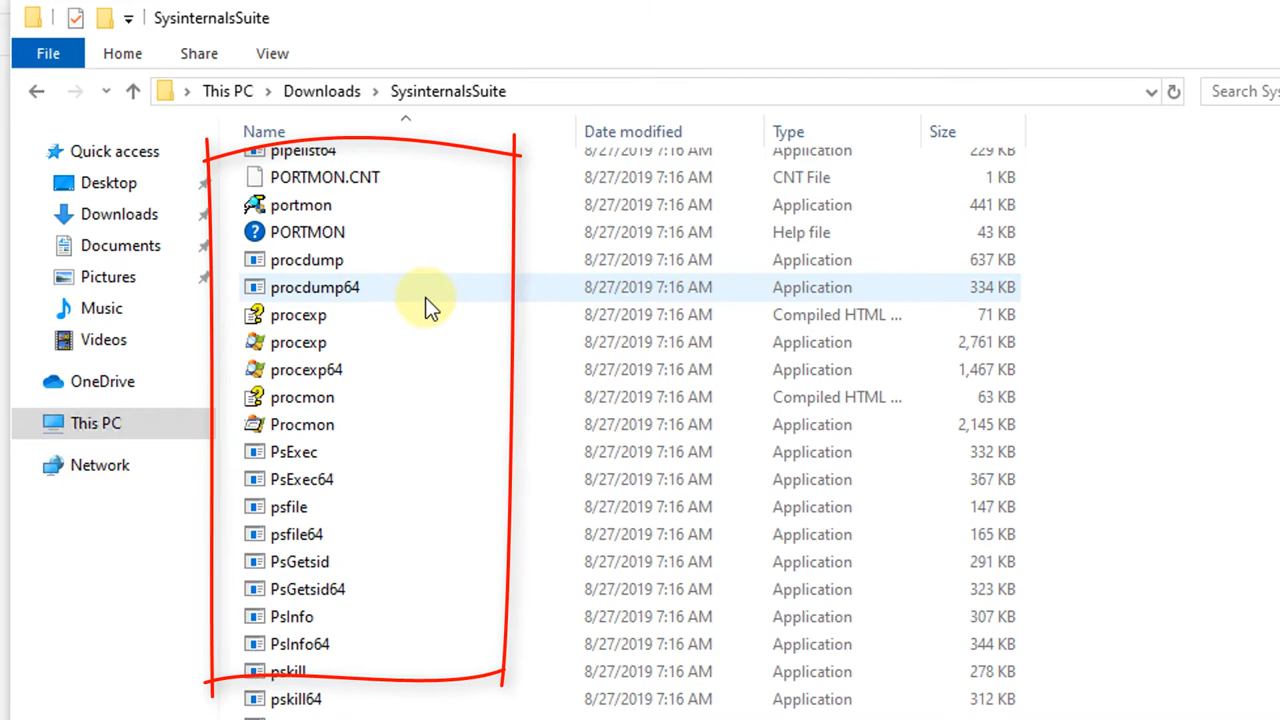 SysinternalsSuite
File Home Share View
This PC Downloads SysinternalsSuite Search Sys
Name Date modified Type Size
pipelist64 8/27/2019 7:16 AM Application 229 KB
Quick access PORTMON.CNT 8/27/2019 7:16 AM CNT File 1 KB
Desktop portmon 8/27/2019 7:16 AM Application 441 KB
Downloads PORTMON 8/27/2019 7:16 AM Help file 43 KB
Documents procdump 8/27/2019 7:16 AM Application 637 KB
Pictures procdump64 8/27/2019 7:16 AM Application 334 KB
Music procexp 8/27/2019 7:16 AM Compiled HTML ... 71 KB
Videos procexp 8/27/2019 7:16 AM Application 2,761 KB
OneDrive procexp64 8/27/2019 7:16 AM Application 1,467 KB
procmon 8/27/2019 7:16 AM Compiled HTML ... 63 KB
This PC Procmon 8/27/2019 7:16 AM Application 2,145 KB
Network PsExec 8/27/2019 7:16 AM Application 332 KB
PsExec64 8/27/2019 7:16 AM Application 367 KB
psfile 8/27/2019 7:16 AM Application 147 KB
psfile64 8/27/2019 7:16 AM Application 165 KB
PsGetsid 8/27/2019 7:16 AM Application 291 KB
PsGetsid64 8/27/2019 7:16 AM Application 323 KB
PsInfo 8/27/2019 7:16 AM Application 307 KB
PsInfo64 8/27/2019 7:16 AM Application 344 KB
pskill 8/27/2019 7:16 AM Application 278 KB
pskill64 8/27/2019 7:16 AM Application 312 KB